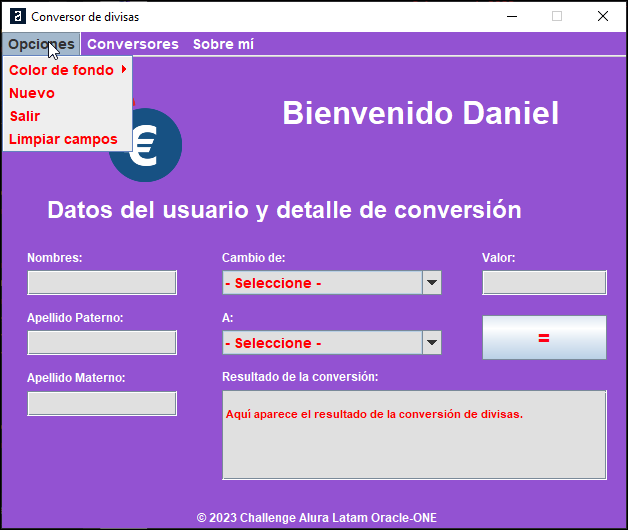 Conversor de divisas
Opciones Conversores Sobre mí
Color de fondo
Nuevo
Salir
Limpiar campos
€
Bienvenido Daniel
Datos del usuario y detalle de conversión
Nombres: Cambio de: Valor:
- Seleccione -
Apellido Paterno: A:
- Seleccione - =
Apellido Materno: Resultado de la conversión:
Aquí aparece el resultado de la conversión de divisas.
© 2023 Challenge Alura Latam Oracle-ONE